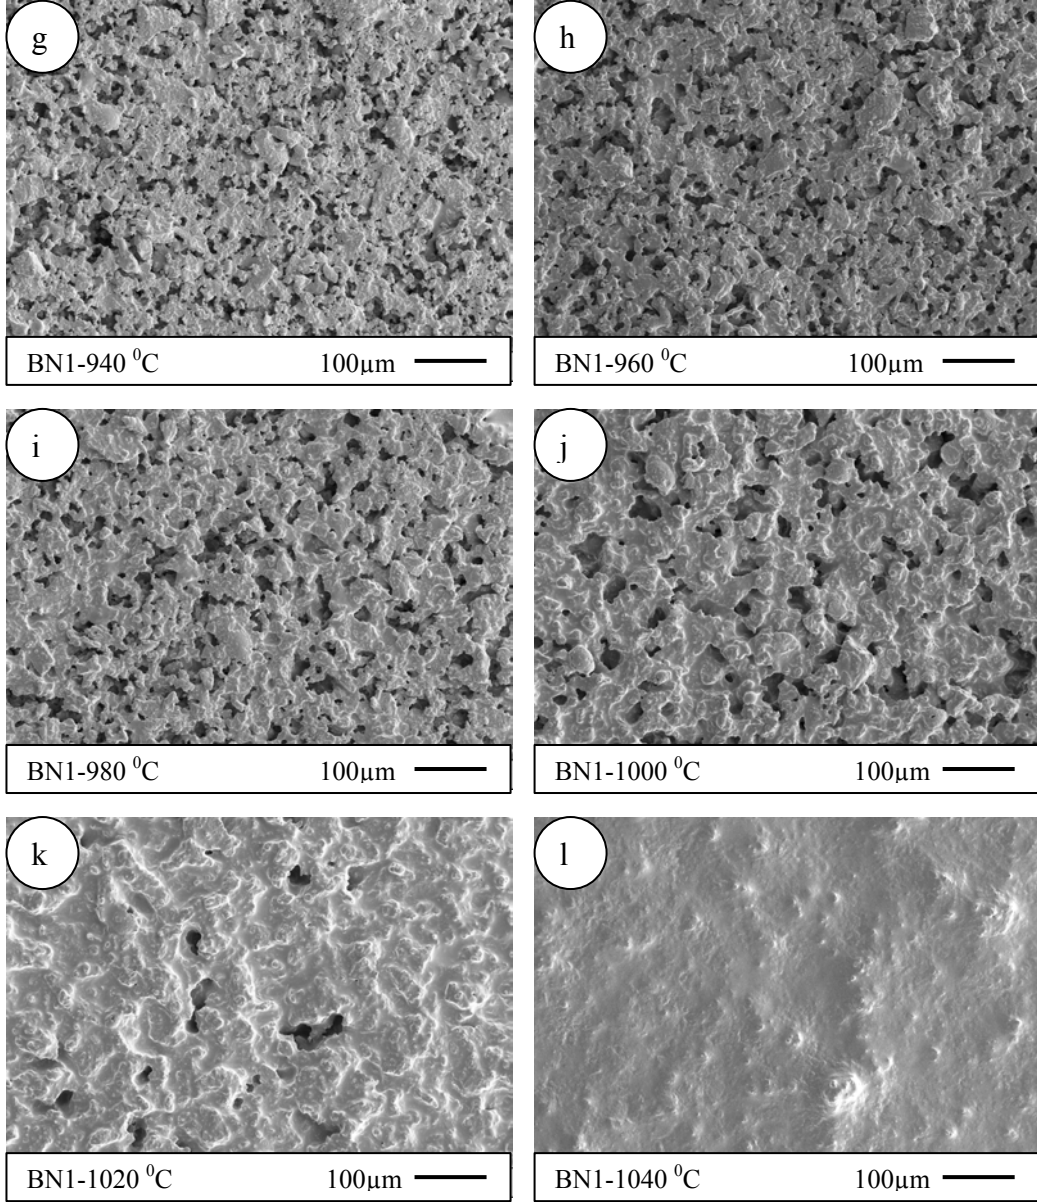 g
h
BN1-940 ⁰C 100µm
BN1-960 ⁰C 100µm
i
j
BN1-980 ⁰C 100µm
BN1-1000 ⁰C 100µm
k
l
BN1-1020 ⁰C 100µm
BN1-1040 ⁰C 100µm